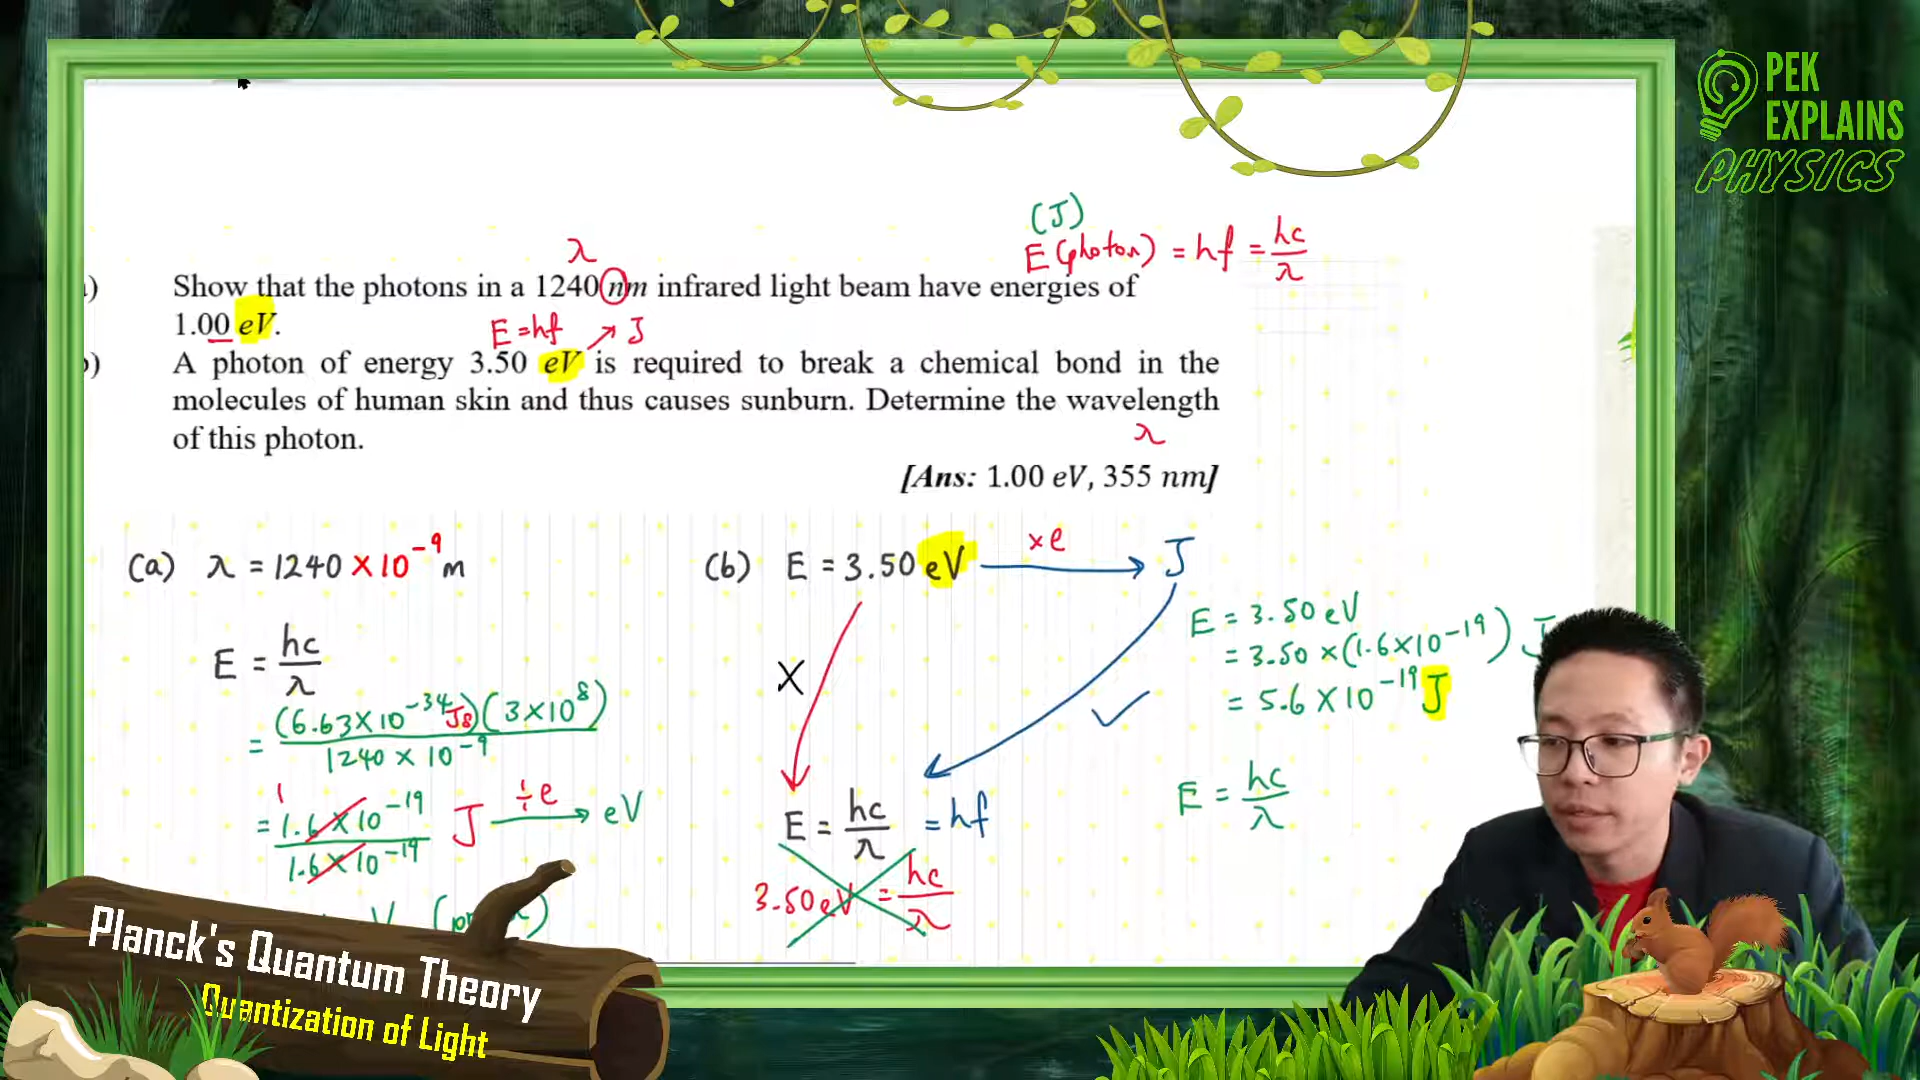 PEK
EXPLAINS
PHYSICS
(J)
E (photon) = hf = hc/λ
λ
)
Show that the photons in a 1240 nm infrared light beam have energies of
1.00 eV.
E = hf → J
)
A photon of energy 3.50 eV is required to break a chemical bond in the
molecules of human skin and thus causes sunburn. Determine the wavelength
of this photon.
λ
[Ans: 1.00 eV, 355 nm]
(a) λ = 1240 ×10⁻⁹ m
E = hc/λ
= (6.63×10⁻³⁴ Js)(3×10⁸)
1240 × 10⁻⁹
1
= 1.6×10⁻¹⁹
1.6×10⁻¹⁹
J ÷e → eV
(b) E = 3.50 eV ×e → J
X
E = hc/λ = hf
3.50eV = hc/λ
E = 3.50 eV
= 3.50 ×(1.6×10⁻¹⁹) J
= 5.6 ×10⁻¹⁹ J
E = hc/λ
Planck's Quantum Theory
Quantization of Light